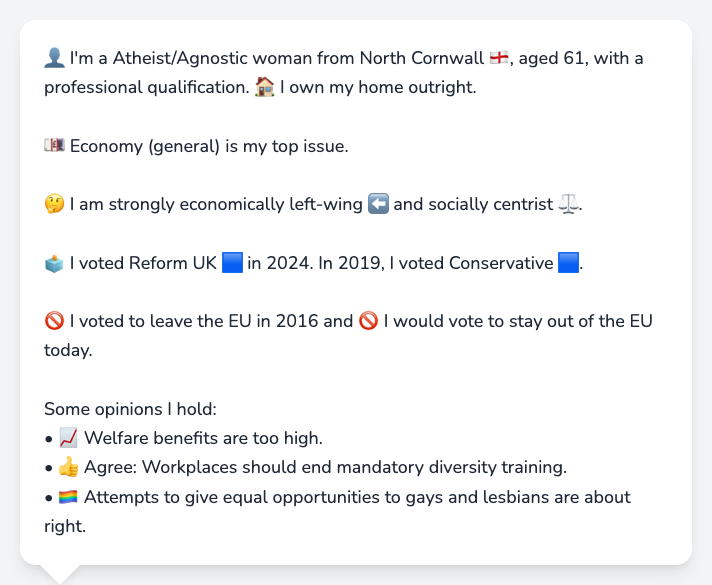 👤 I'm a Atheist/Agnostic woman from North Cornwall 🏴󠁧󠁢󠁥󠁮󠁧󠁿, aged 61, with a
professional qualification. 🏠 I own my home outright.
💷 Economy (general) is my top issue.
🤔 I am strongly economically left-wing ⬅️ and socially centrist ⚖️.
🗳️ I voted Reform UK 🟦 in 2024. In 2019, I voted Conservative 🟦.
🚫 I voted to leave the EU in 2016 and 🚫 I would vote to stay out of the EU
today.
Some opinions I hold:
• 📈 Welfare benefits are too high.
• 👍 Agree: Workplaces should end mandatory diversity training.
• 🏳️‍🌈 Attempts to give equal opportunities to gays and lesbians are about
right.